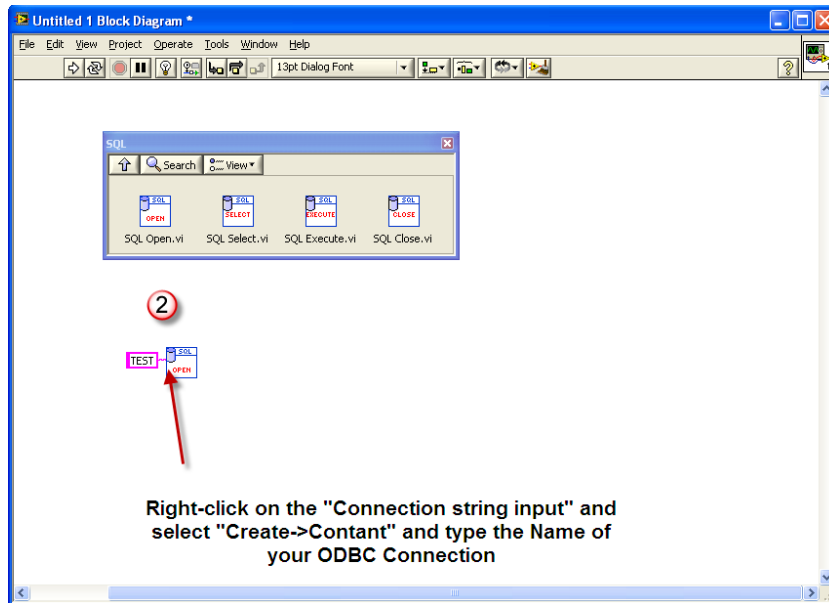 Untitled 1 Block Diagram *
File Edit View Project Operate Tools Window Help
13pt Dialog Font
SQL
Search View
SQL OPEN
SQL SELECT
SQL EXECUTE
SQL CLOSE
SQL Open.vi SQL Select.vi SQL Execute.vi SQL Close.vi
2
TEST
SQL OPEN
Right-click on the "Connection string input" and
select "Create->Contant" and type the Name of
your ODBC Connection